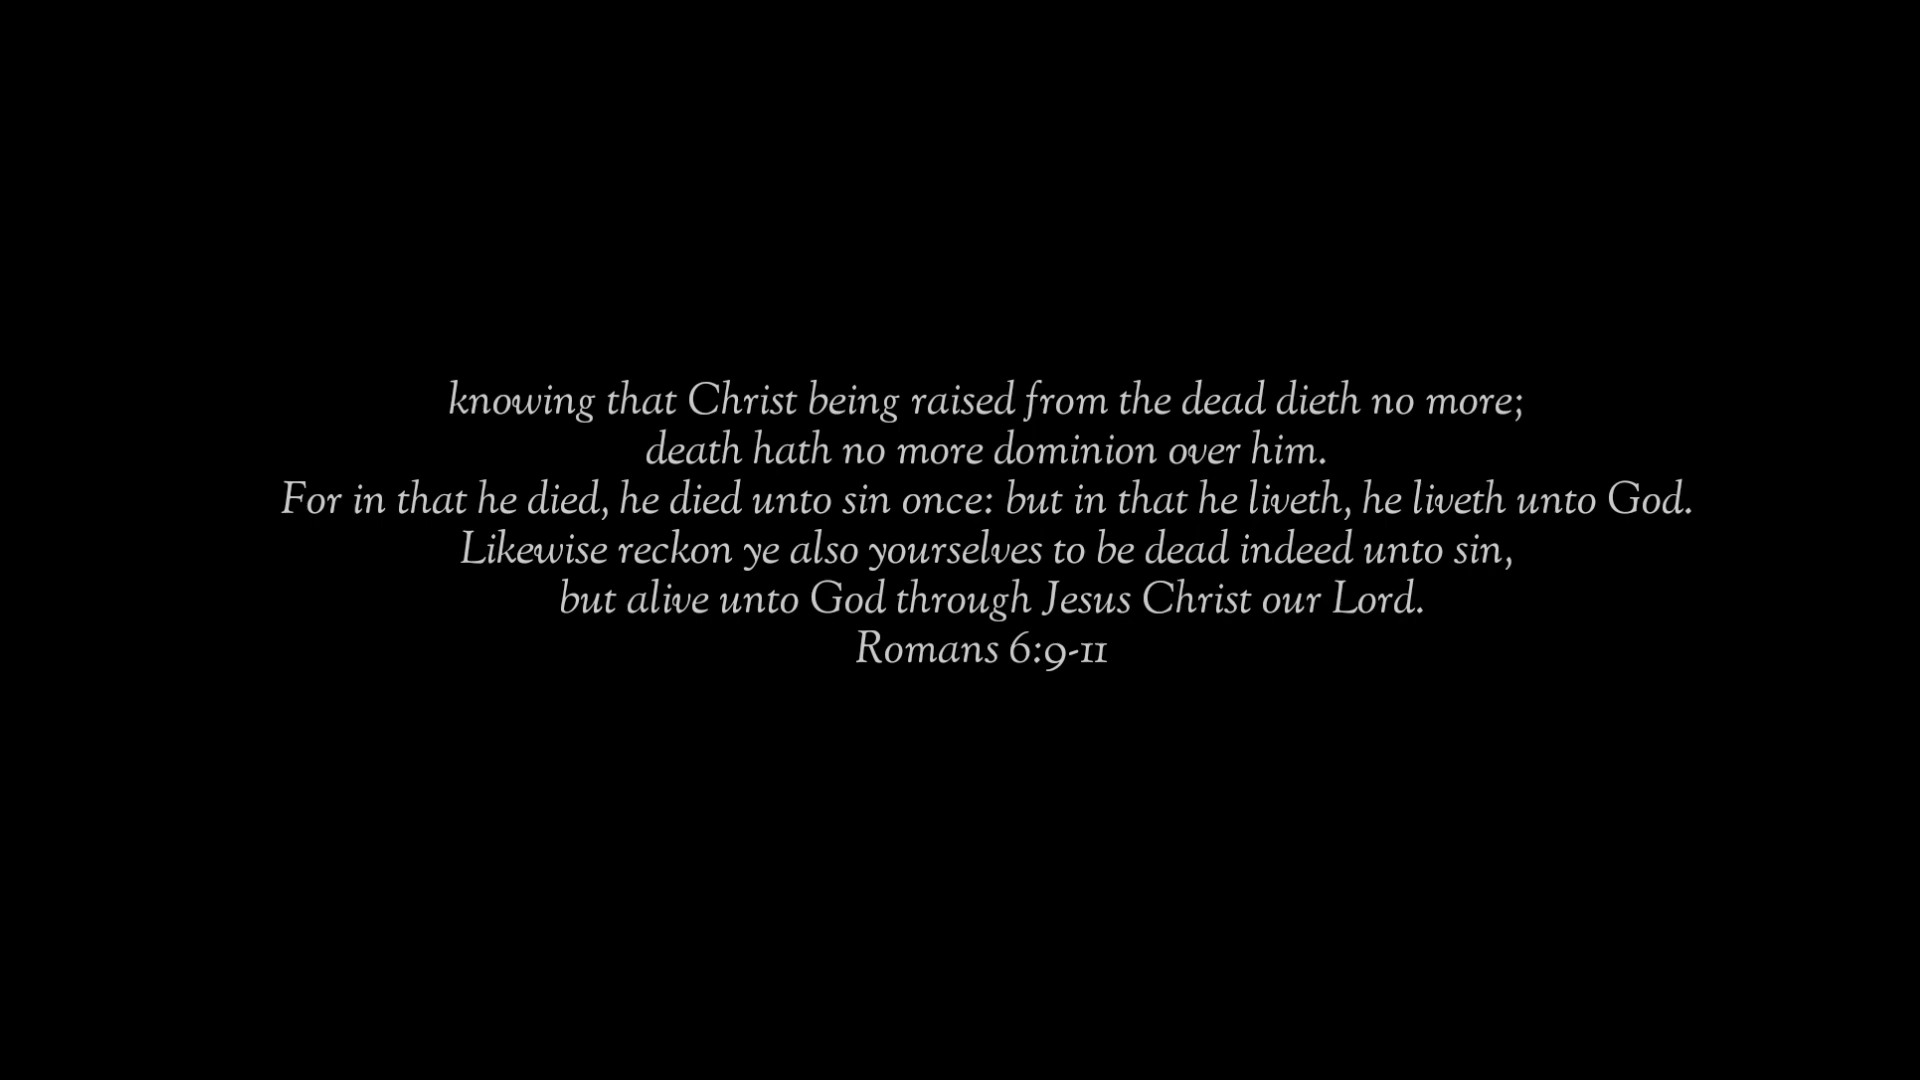 knowing that Christ being raised from the dead dieth no more;
death hath no more dominion over him.
For in that he died, he died unto sin once: but in that he liveth, he liveth unto God.
Likewise reckon ye also yourselves to be dead indeed unto sin,
but alive unto God through Jesus Christ our Lord.
Romans 6:9-11